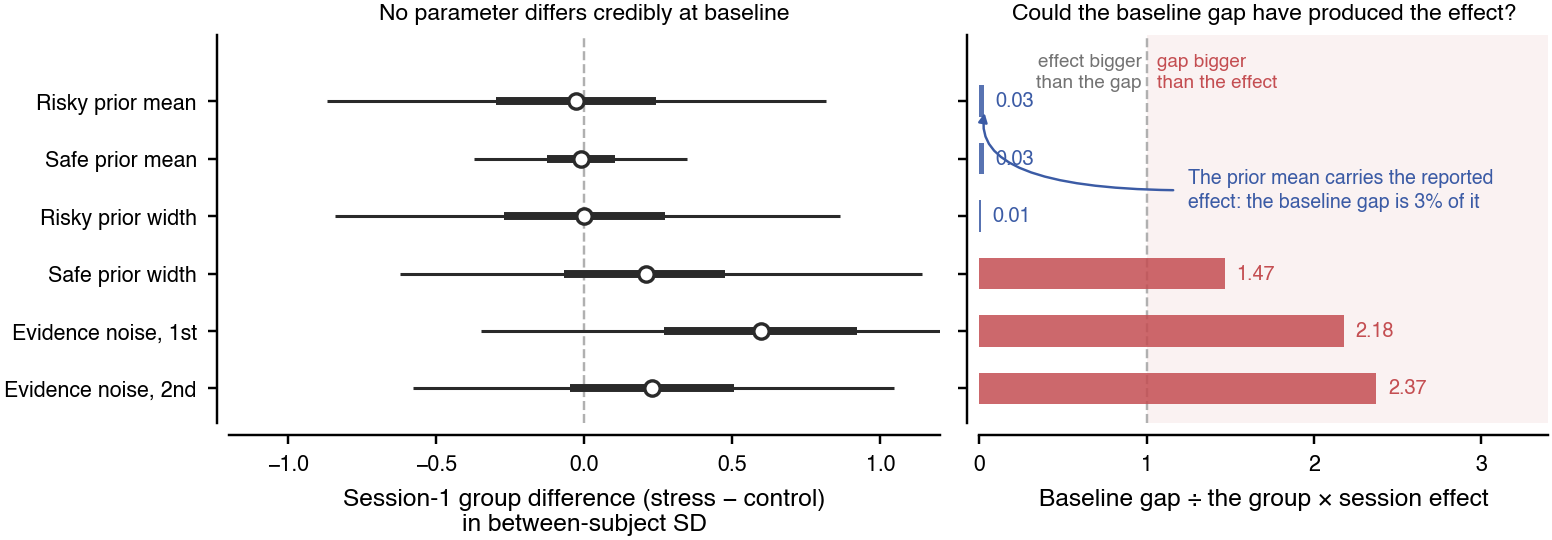 No parameter differs credibly at baseline
Could the baseline gap have produced the effect?
effect bigger
than the gap
gap bigger
than the effect
Risky prior mean
Safe prior mean
Risky prior width
Safe prior width
Evidence noise, 1st
Evidence noise, 2nd
0.03
0.03
0.01
1.47
2.18
2.37
The prior mean carries the reported
effect: the baseline gap is 3% of it
−1.0
−0.5
0.0
0.5
1.0
Session-1 group difference (stress − control)
in between-subject SD
0
1
2
3
Baseline gap ÷ the group × session effect